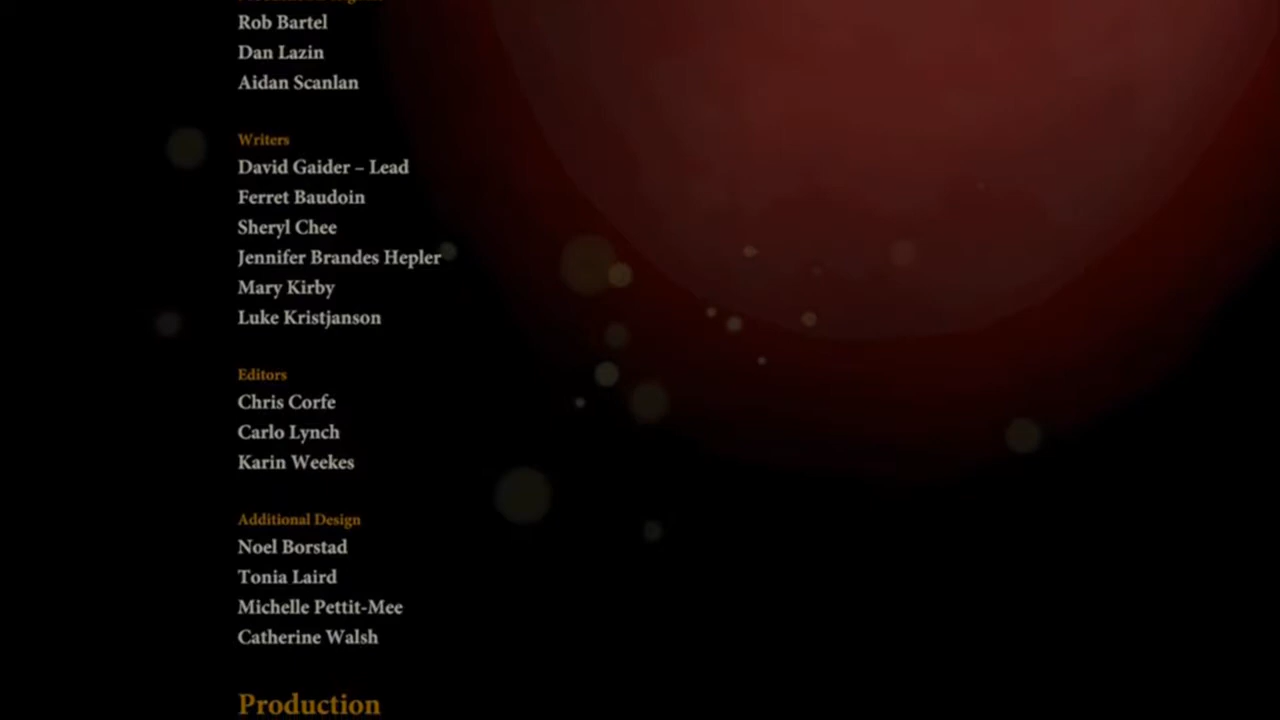 Rob Bartel
Dan Lazin
Aidan Scanlan
Writers
David Gaider – Lead
Ferret Baudoin
Sheryl Chee
Jennifer Brandes Hepler
Mary Kirby
Luke Kristjanson
Editors
Chris Corfe
Carlo Lynch
Karin Weekes
Additional Design
Noel Borstad
Tonia Laird
Michelle Pettit-Mee
Catherine Walsh
Production